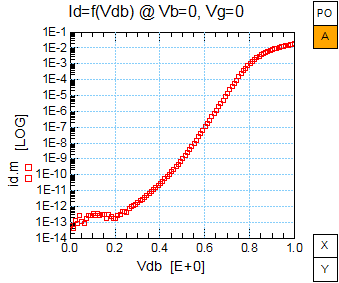 Id=f(Vdb) @ Vb=0, Vg=0
PO
A
1E-1
1E-2
1E-3
1E-4
1E-5
1E-6
1E-7
1E-8
1E-9
1E-10
1E-11
1E-12
1E-13
1E-14
id.m [LOG]
0.0 0.2 0.4 0.6 0.8 1.0
Vdb [E+0]
X
Y